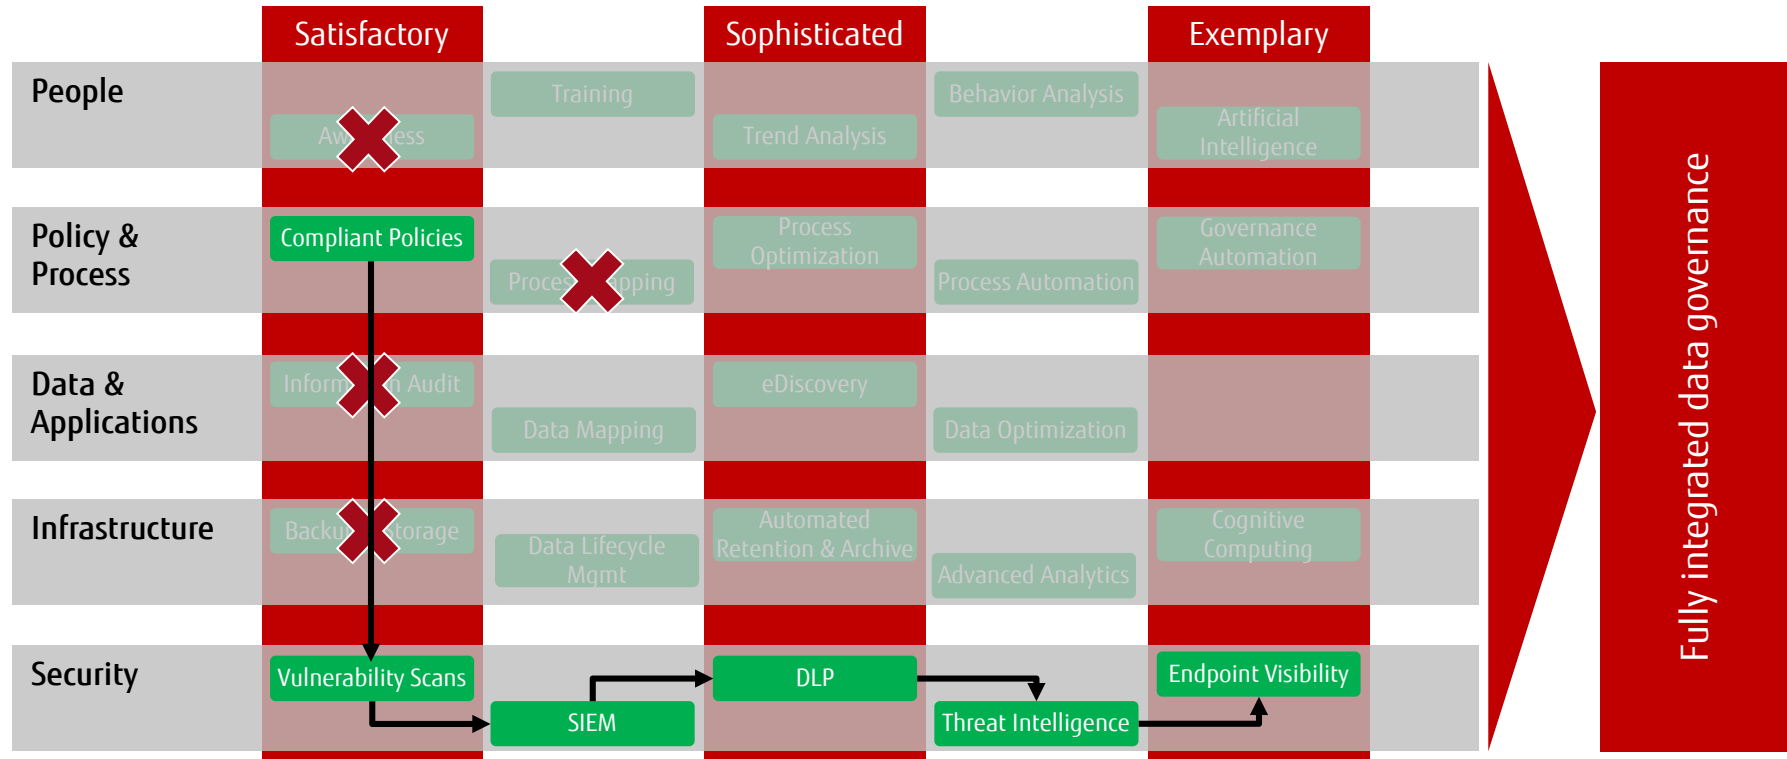 Satisfactory
Sophisticated
Exemplary
People
Training
Behavior Analysis
Trend Analysis
Artificial
Intelligence
Policy &
Process
Compliant Policies
Process
Optimization
Process Automation
Governance
Automation
Data &
Applications
Audit
eDiscovery
Data Mapping
Data Optimization
Infrastructure
Data Lifecycle
Mgmt
Automated
Retention & Archive
Advanced Analytics
Cognitive
Computing
Security
Vulnerability Scans
SIEM
DLP
Threat Intelligence
Endpoint Visibility
Fully integrated data governance